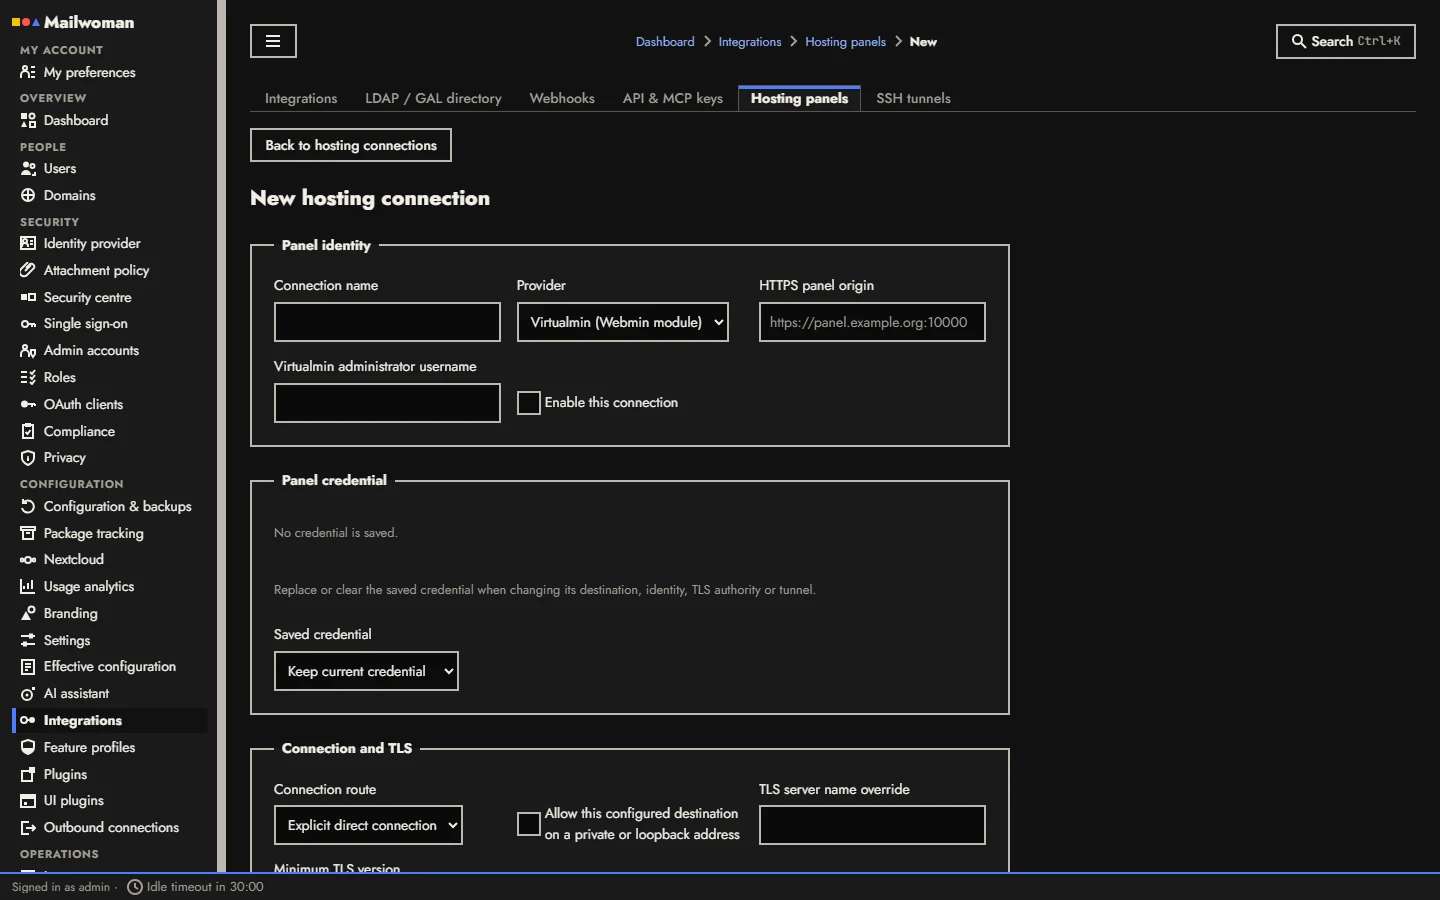 Mailwoman
MY ACCOUNT
My preferences
OVERVIEW
Dashboard
PEOPLE
Users
Domains
SECURITY
Identity provider
Attachment policy
Security centre
Single sign-on
Admin accounts
Roles
OAuth clients
Compliance
Privacy
CONFIGURATION
Configuration & backups
Package tracking
Nextcloud
Usage analytics
Branding
Settings
Effective configuration
AI assistant
Integrations
Feature profiles
Plugins
UI plugins
Outbound connections
OPERATIONS
Dashboard > Integrations > Hosting panels > New
Search Ctrl+K
Integrations LDAP / GAL directory Webhooks API & MCP keys Hosting panels SSH tunnels
Back to hosting connections
New hosting connection
Panel identity
Connection name Provider HTTPS panel origin
Virtualmin (Webmin module) https://panel.example.org:10000
Virtualmin administrator username
Enable this connection
Panel credential
No credential is saved.
Replace or clear the saved credential when changing its destination, identity, TLS authority or tunnel.
Saved credential
Keep current credential
Connection and TLS
Connection route TLS server name override
Explicit direct connection
Allow this configured destination
on a private or loopback address
Minimum TLS version
Signed in as admin · Idle timeout in 30:00